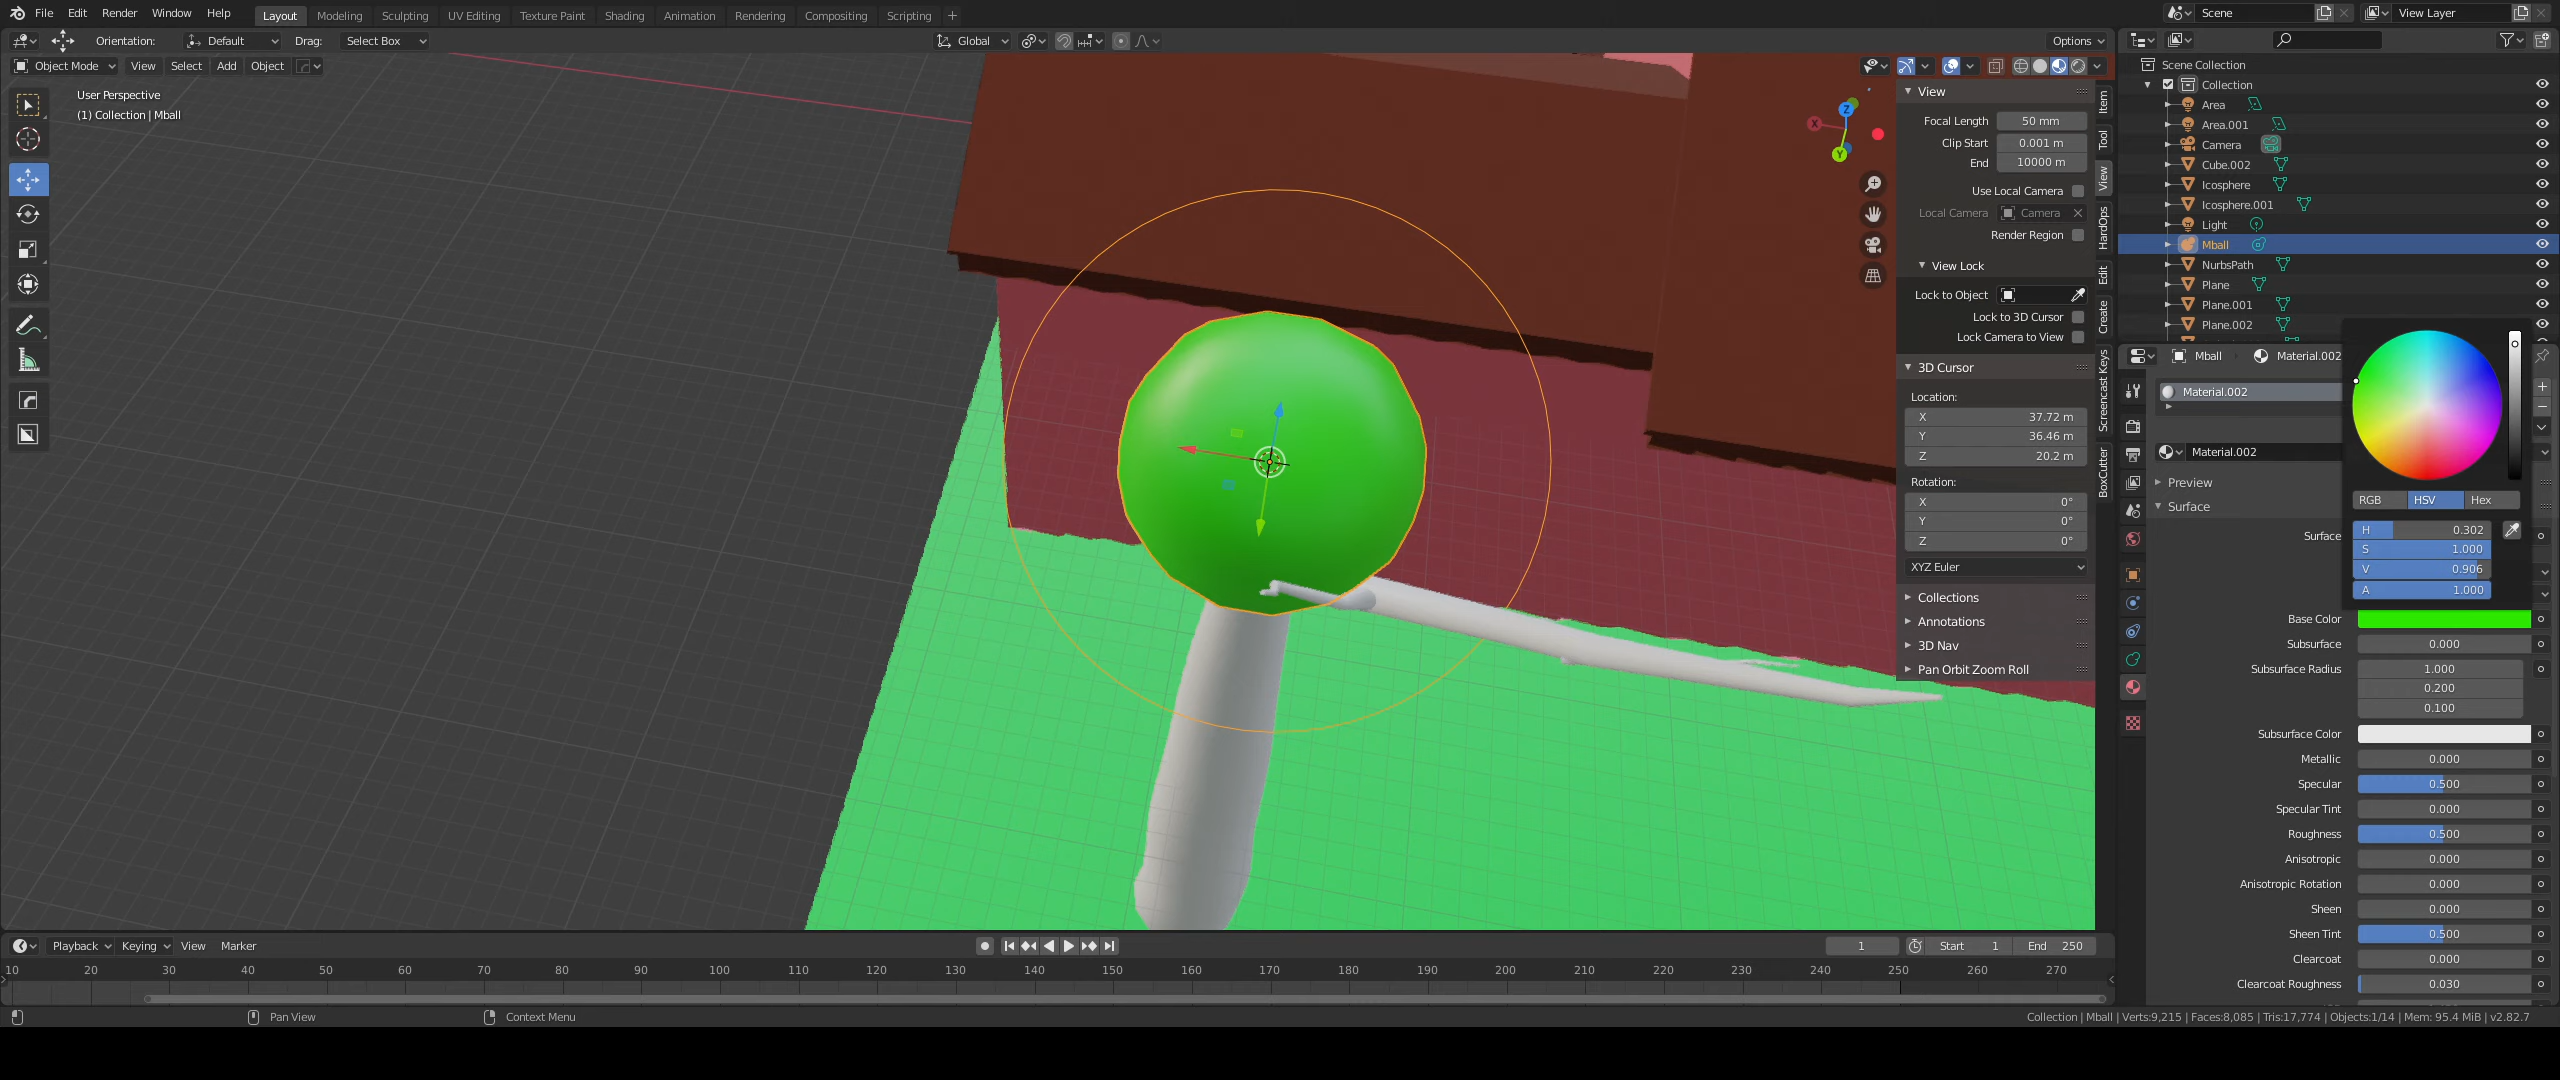 File Edit Render Window Help Layout Modeling Sculpting UV Editing Texture Paint Shading Animation Rendering Compositing Scripting + Scene View Layer
Orientation: Default Drag: Select Box Global Options
Object Mode View Select Add Object
User Perspective
(1) Collection | Mball
View
Focal Length 50 mm
Clip Start 0.001 m
End 10000 m
Use Local Camera
Local Camera Camera
Render Region
View Lock
Lock to Object
Lock to 3D Cursor
Lock Camera to View
3D Cursor
Location:
X 37.72 m
Y 36.46 m
Z 20.2 m
Rotation:
X 0°
Y 0°
Z 0°
XYZ Euler
Collections
Annotations
3D Nav
Pan Orbit Zoom Roll
Item
Tool
View
HardOps
Edit
Create
Screencast Keys
BoxCutter
X
Y
Z
Scene Collection
Collection
Area
Area.001
Camera
Cube.002
Icosphere
Icosphere.001
Light
Mball
NurbsPath
Plane
Plane.001
Plane.002
Mball Material.002
Material.002
Material.002
Preview
Surface
Surface
RGB HSV Hex
H 0.302
S 1.000
V 0.906
A 1.000
Base Color
Subsurface 0.000
Subsurface Radius 1.000
0.200
0.100
Subsurface Color
Metallic 0.000
Specular 0.500
Specular Tint 0.000
Roughness 0.500
Anisotropic 0.000
Anisotropic Rotation 0.000
Sheen 0.000
Sheen Tint 0.500
Clearcoat 0.000
Clearcoat Roughness 0.030
Playback Keying View Marker 1 Start 1 End 250
10 20 30 40 50 60 70 80 90 100 110 120 130 140 150 160 170 180 190 200 210 220 230 240 250 260 270
Pan View Context Menu Collection | Mball | Verts:9,215 | Faces:8,085 | Tris:17,774 | Objects:1/14 | Mem: 95.4 MiB | v2.82.7